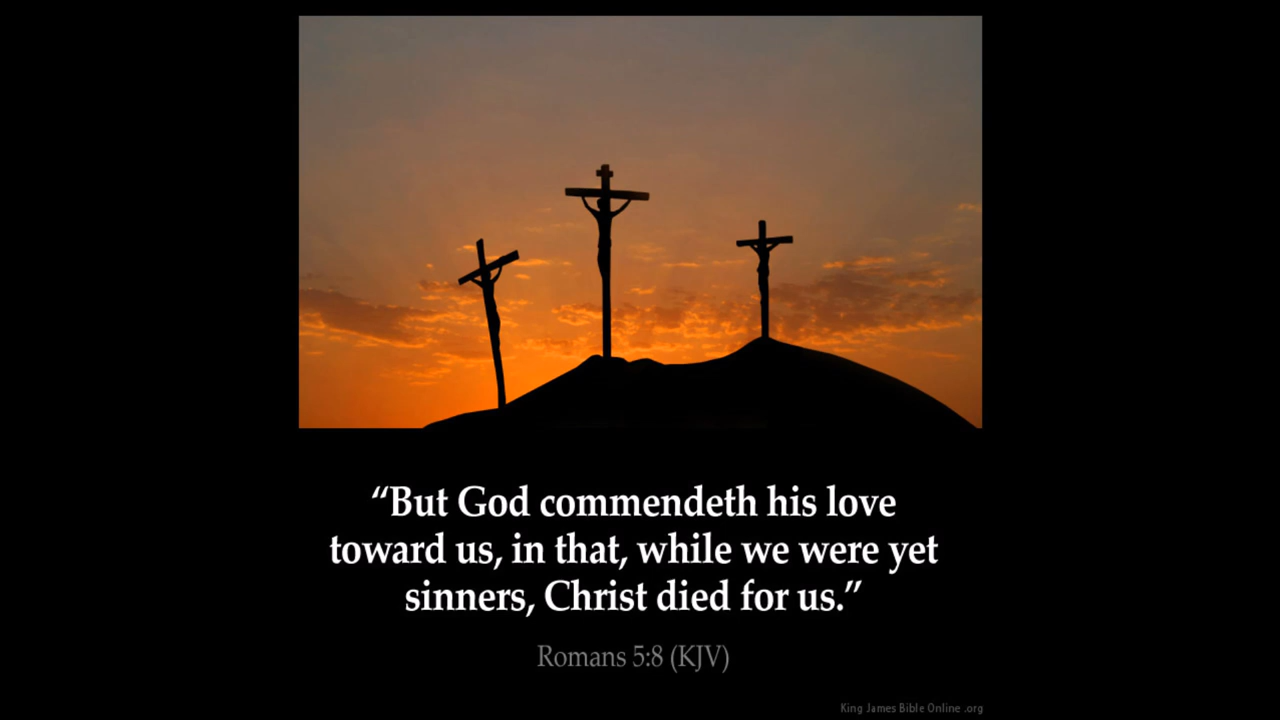 “But God commendeth his love
toward us, in that, while we were yet
sinners, Christ died for us.”
Romans 5:8 (KJV)
King James Bible Online .org